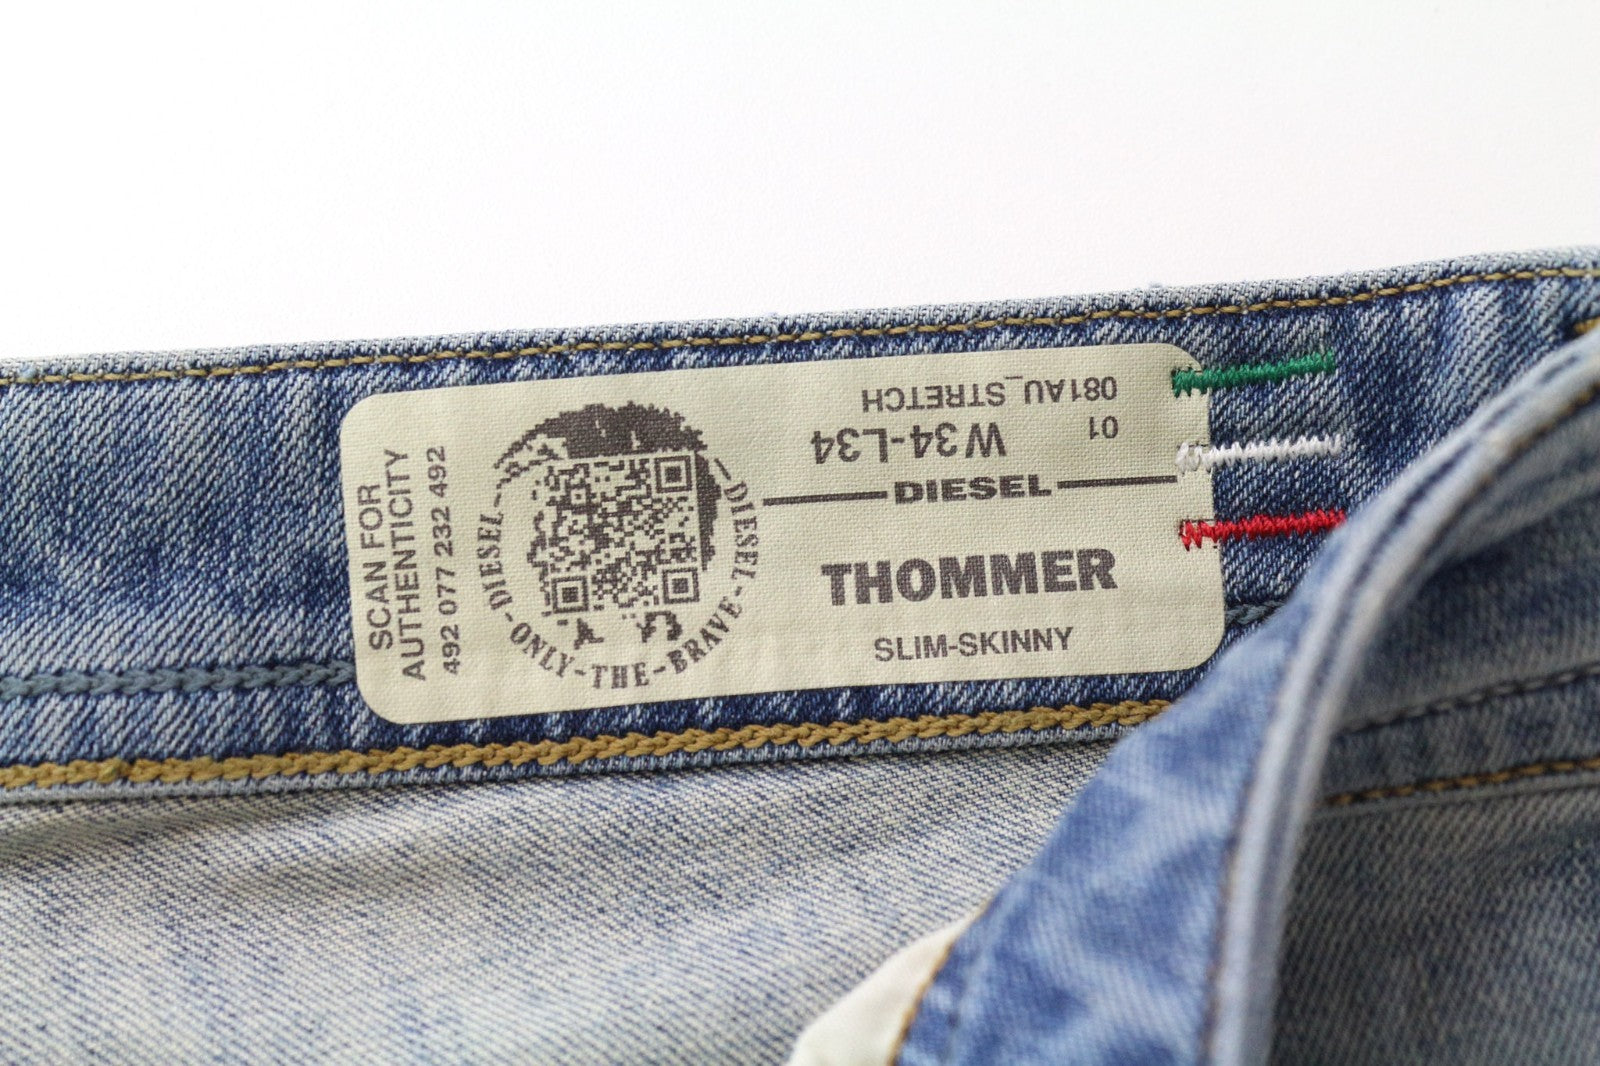 SCAN FOR
AUTHENTICITY
492 077 232 492
-DIESEL-ONLY-THE-BRAVE-DIESEL-
081AU_STRETCH
01
W34-L34
DIESEL
THOMMER
SLIM-SKINNY